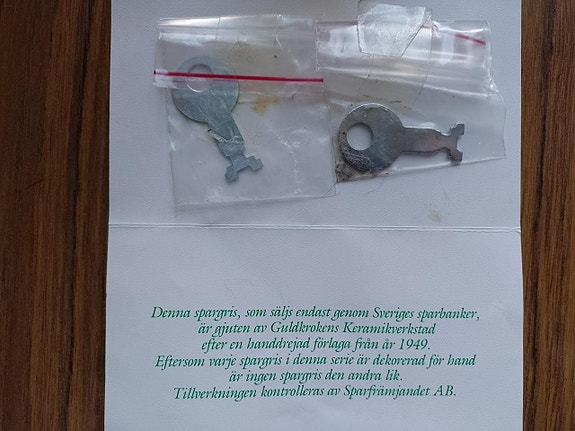 Denna spargris, som säljs endast genom Sveriges sparbanker,
är gjuten av Guldkrokens Keramikverkstad
efter en handdrejad förlaga från år 1949.
Eftersom varje spargris i denna serie är dekorerad för hand
är ingen spargris den andra lik.
Tillverkningen kontrolleras av Sparfrämjandet AB.